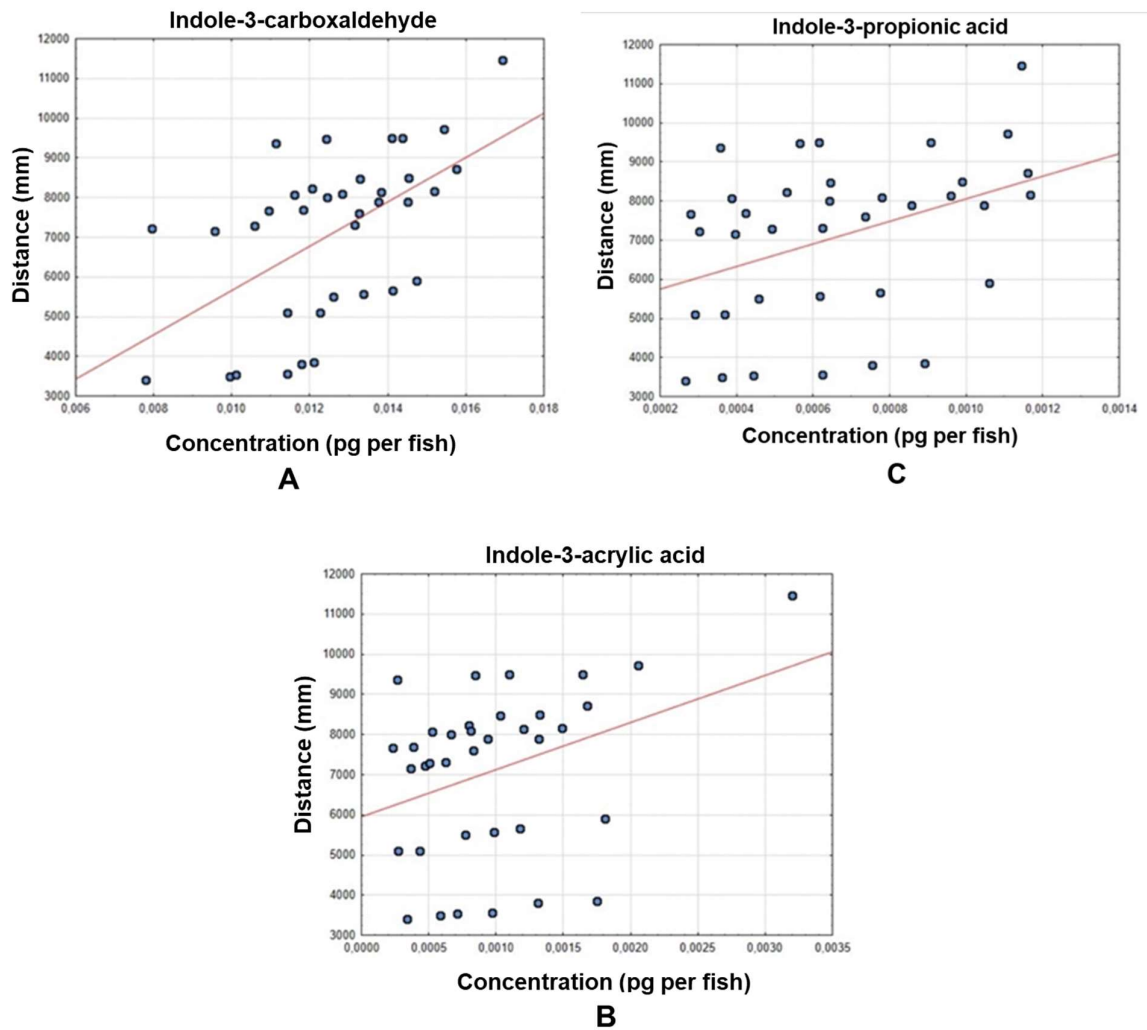 Indole-3-carboxaldehyde
12000
11000
10000
9000
8000
7000
6000
5000
4000
3000
Distance (mm)
0,006 0,008 0,010 0,012 0,014 0,016 0,018
Concentration (pg per fish)
A
Indole-3-propionic acid
12000
11000
10000
9000
8000
7000
6000
5000
4000
3000
Distance (mm)
0,0002 0,0004 0,0006 0,0008 0,0010 0,0012 0,0014
Concentration (pg per fish)
C
Indole-3-acrylic acid
12000
11000
10000
9000
8000
7000
6000
5000
4000
3000
Distance (mm)
0,0000 0,0005 0,0010 0,0015 0,0020 0,0025 0,0030 0,0035
Concentration (pg per fish)
B